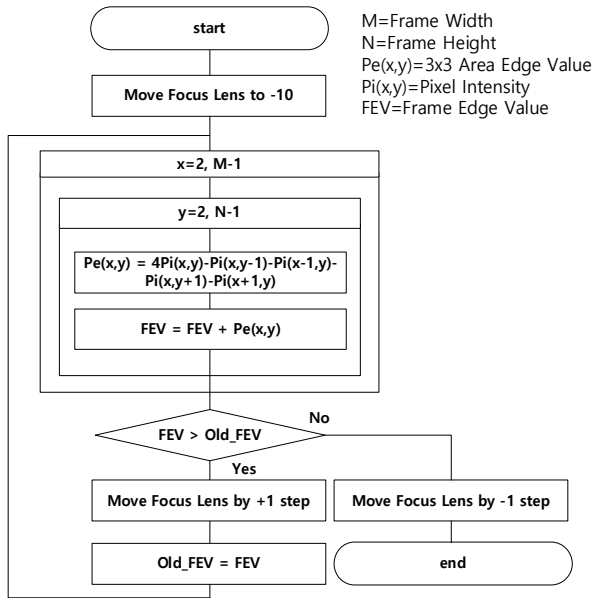 start
M=Frame Width
N=Frame Height
Pe(x,y)=3x3 Area Edge Value
Pi(x,y)=Pixel Intensity
FEV=Frame Edge Value
Move Focus Lens to -10
x=2, M-1
y=2, N-1
Pe(x,y) = 4Pi(x,y)-Pi(x,y-1)-Pi(x-1,y)-
Pi(x,y+1)-Pi(x+1,y)
FEV = FEV + Pe(x,y)
FEV > Old_FEV
No
Yes
Move Focus Lens by +1 step
Move Focus Lens by -1 step
Old_FEV = FEV
end